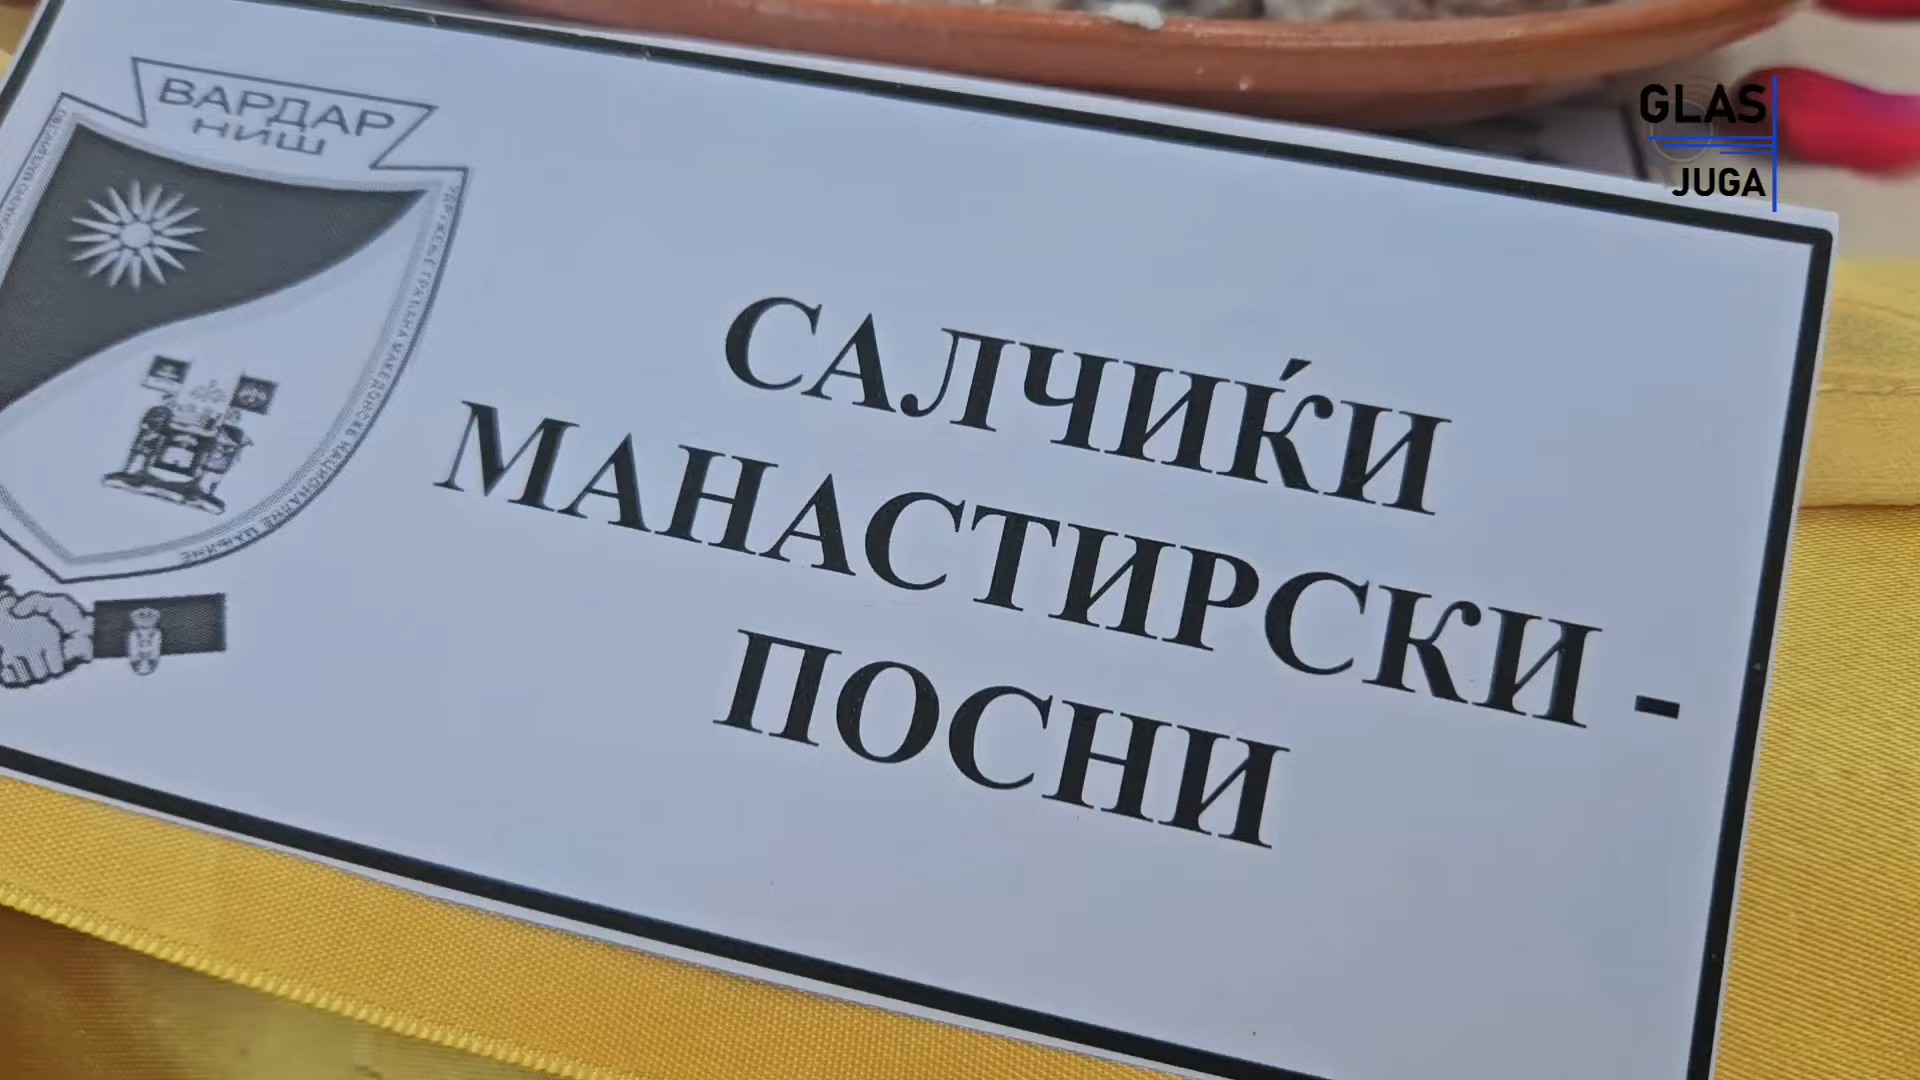 ВАРДАР
НИШ
САЛЧИЌИ
МАНАСТИРСКИ -
ПОСНИ
GLAS
JUGA